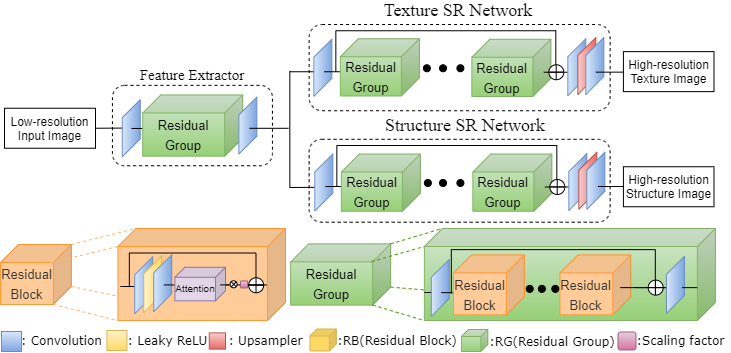 Texture SR Network
Residual
Group
Residual
Group
High-resolution
Texture Image
Feature Extractor
Low-resolution
Input Image
Residual
Group
Structure SR Network
Residual
Group
Residual
Group
High-resolution
Structure Image
Residual
Block
Attention
Residual
Group
Residual
Block
Residual
Block
: Convolution : Leaky ReLU : Upsampler :RB(Residual Block) :RG(Residual Group) :Scaling factor